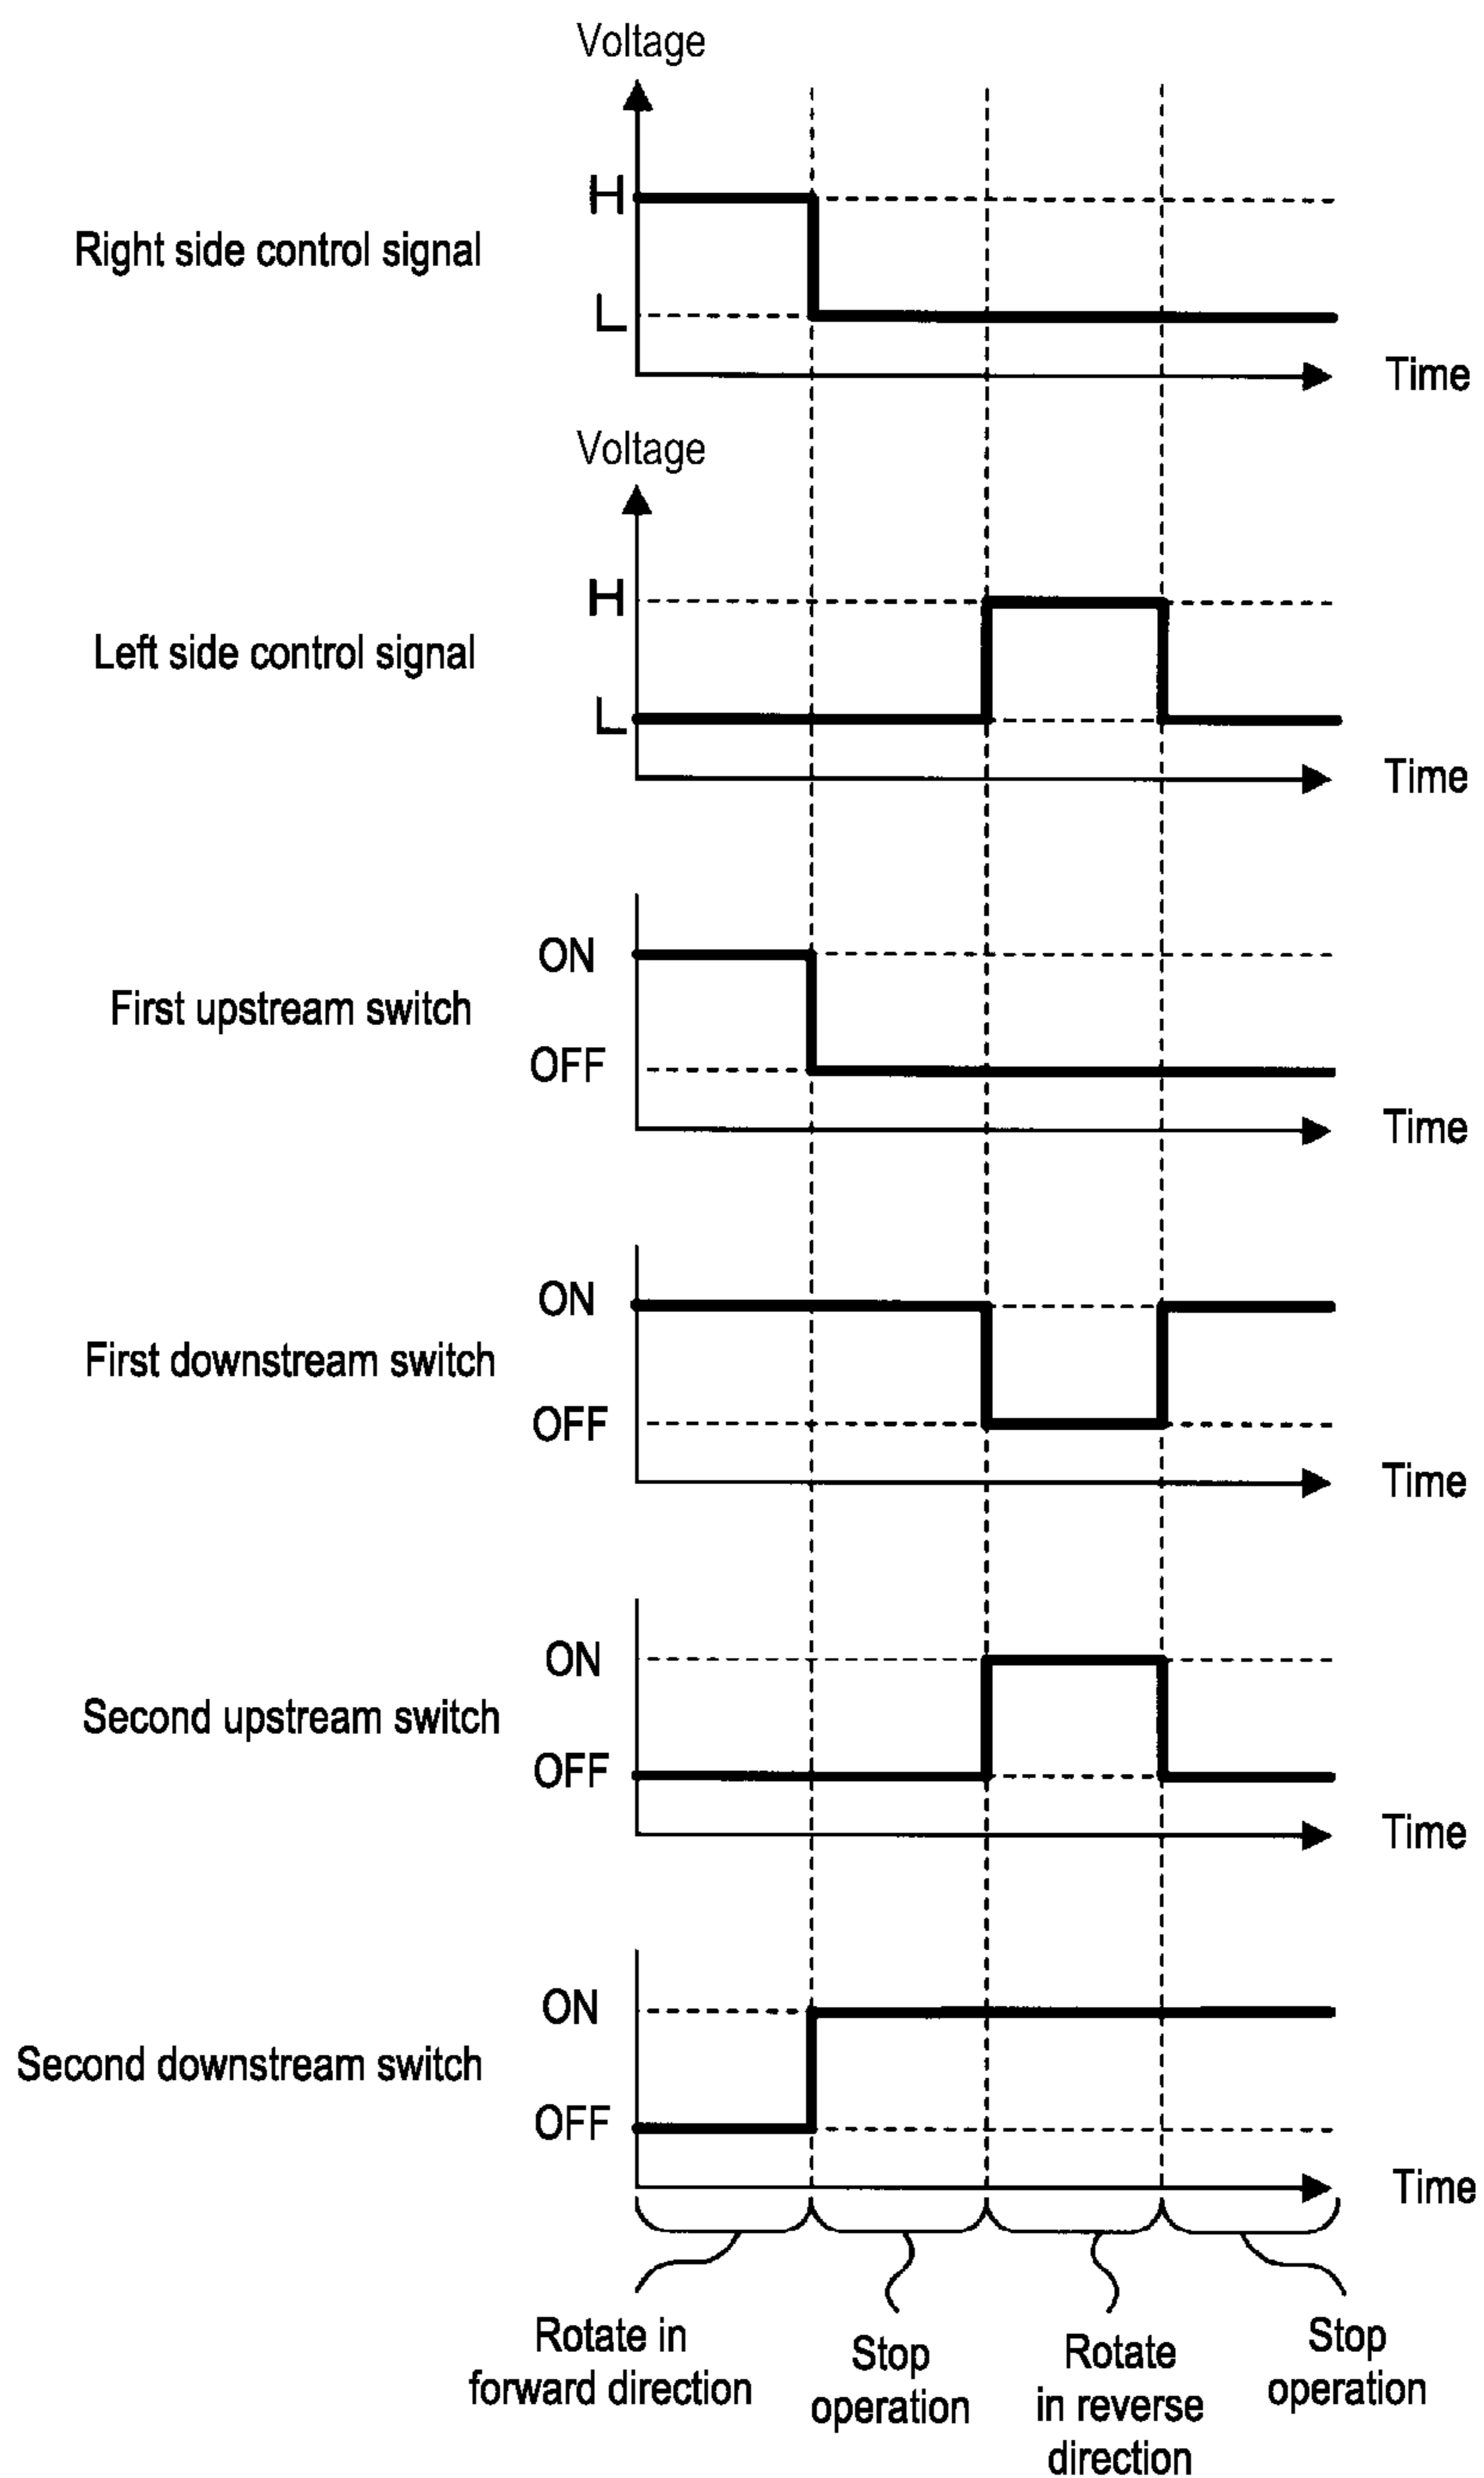 Voltage
H
Right side control signal
L
Time
Voltage
H
Left side control signal
L
Time
ON
First upstream switch
OFF
Time
ON
First downstream switch
OFF
Time
ON
Second upstream switch
OFF
Time
ON
Second downstream switch
OFF
Time
Rotate in
forward direction
Stop
operation
Rotate
in reverse
direction
Stop
operation